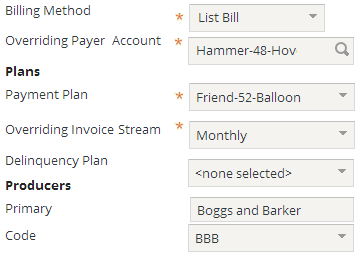 Billing Method * List Bill
Overriding Payer Account * Hammer-48-Hov
Plans
Payment Plan * Friend-52-Balloon
Overriding Invoice Stream * Monthly
Delinquency Plan <none selected>
Producers
Primary Boggs and Barker
Code BBB